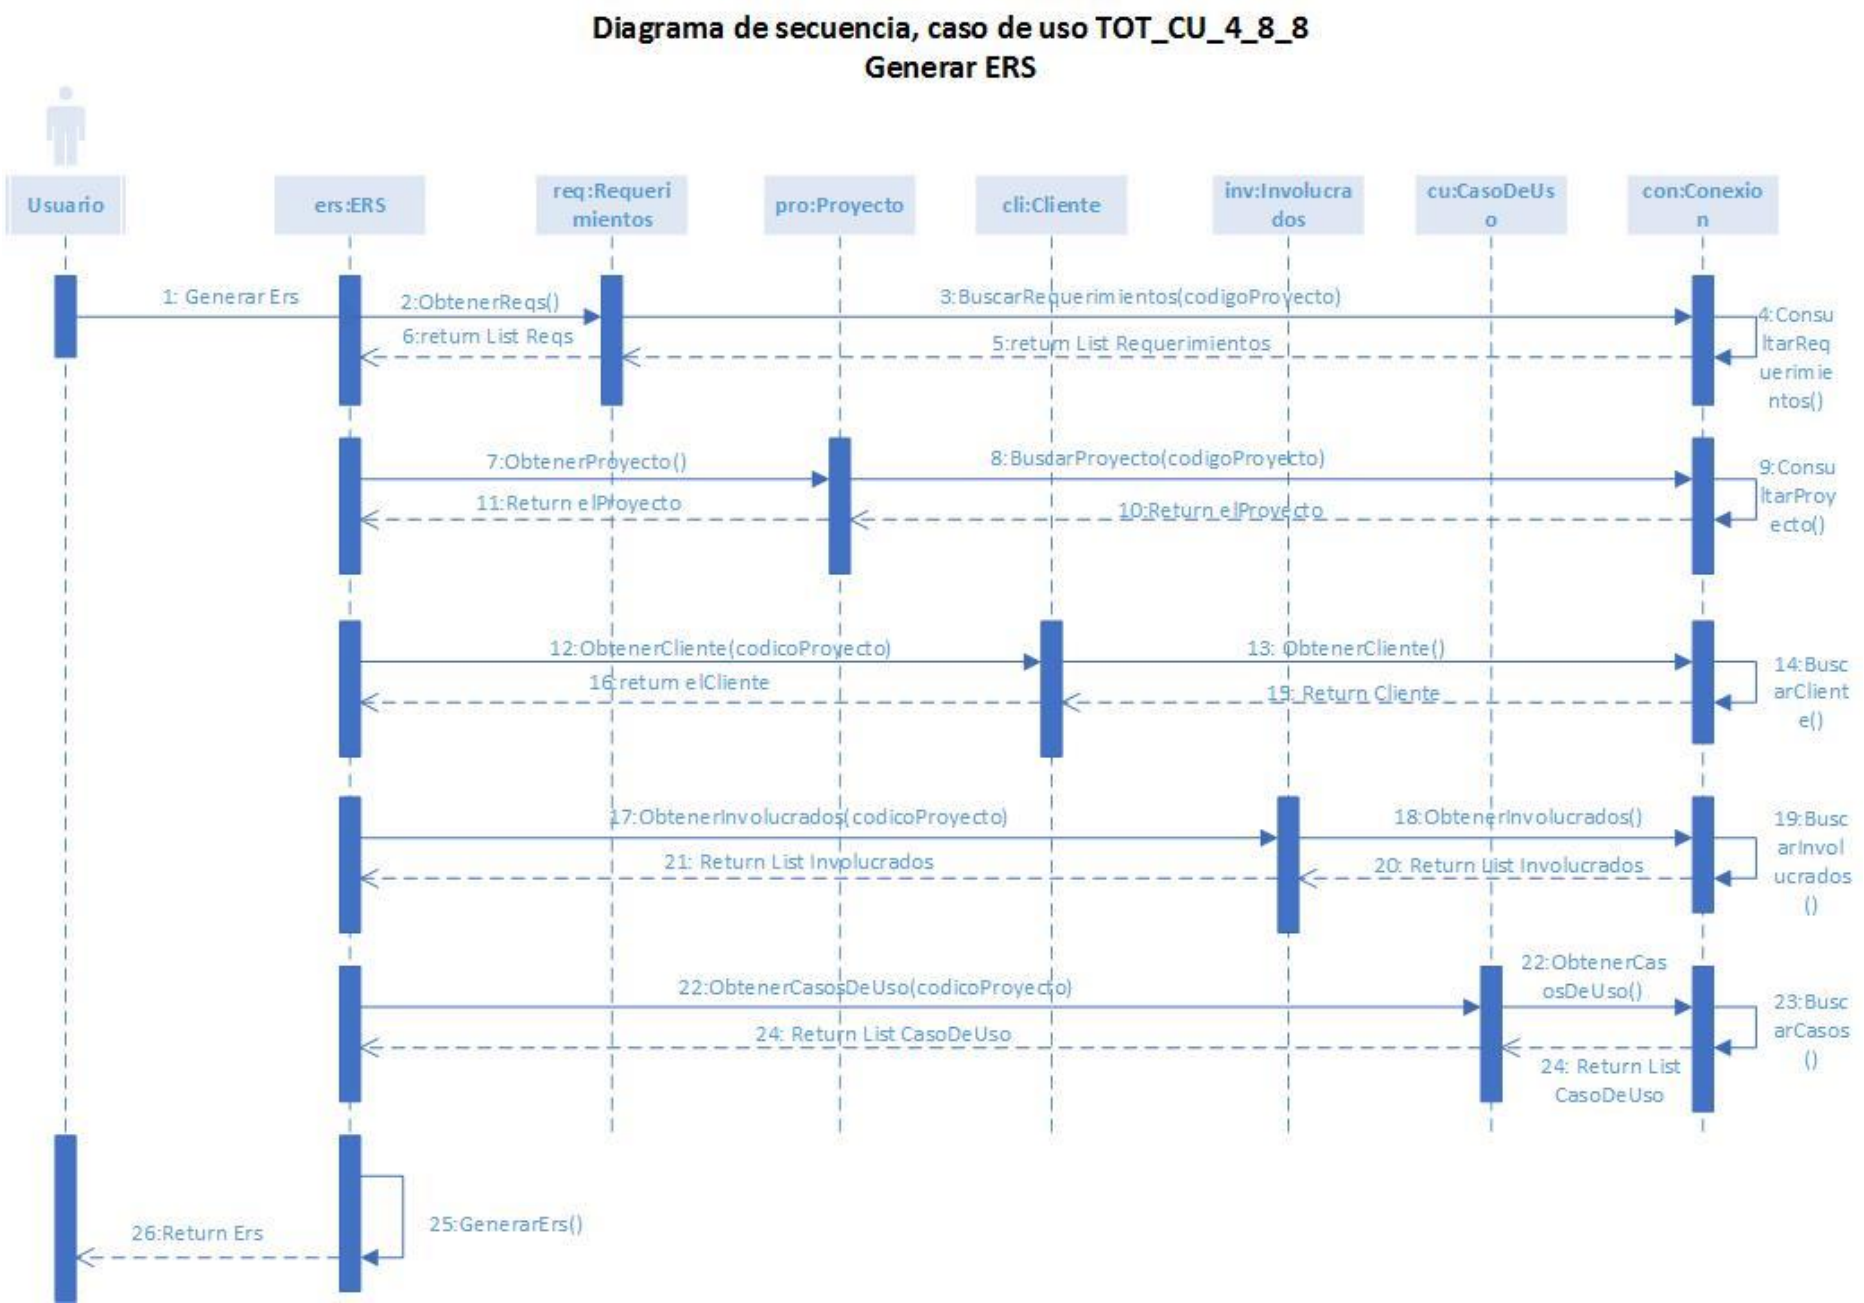 Diagrama de secuencia, caso de uso TOT_CU_4_8_8
Generar ERS
Usuario
ers:ERS
req:Requeri
mientos
pro:Proyecto
cli:Cliente
inv:Involucra
dos
cu:CasoDeUs
o
con:Conexio
n
1: Generar Ers
2:ObtenerReqs()
3:BuscarRequerimientos(codigoProyecto)
4:Consu
ltarReq
uerimie
ntos()
6:return List Reqs
5:return List Requerimientos
7:ObtenerProyecto()
8:BuscarProyecto(codigoProyecto)
9:Consu
ltarProy
ecto()
11:Return elProyecto
10:Return elProyecto
12:ObtenerCliente(codicoProyecto)
13: ObtenerCliente()
14:Busc
arClient
e()
16:return elCliente
15: Return Cliente
17:ObtenerInvolucrados(codicoProyecto)
18:ObtenerInvolucrados()
19:Busc
arInvol
ucrados
()
21: Return List Involucrados
20: Return List Involucrados
22:ObtenerCasosDeUso(codicoProyecto)
22:ObtenerCas
osDeUso()
23:Busc
arCasos
()
24: Return List CasoDeUso
24: Return List
CasoDeUso
25:GenerarErs()
26:Return Ers